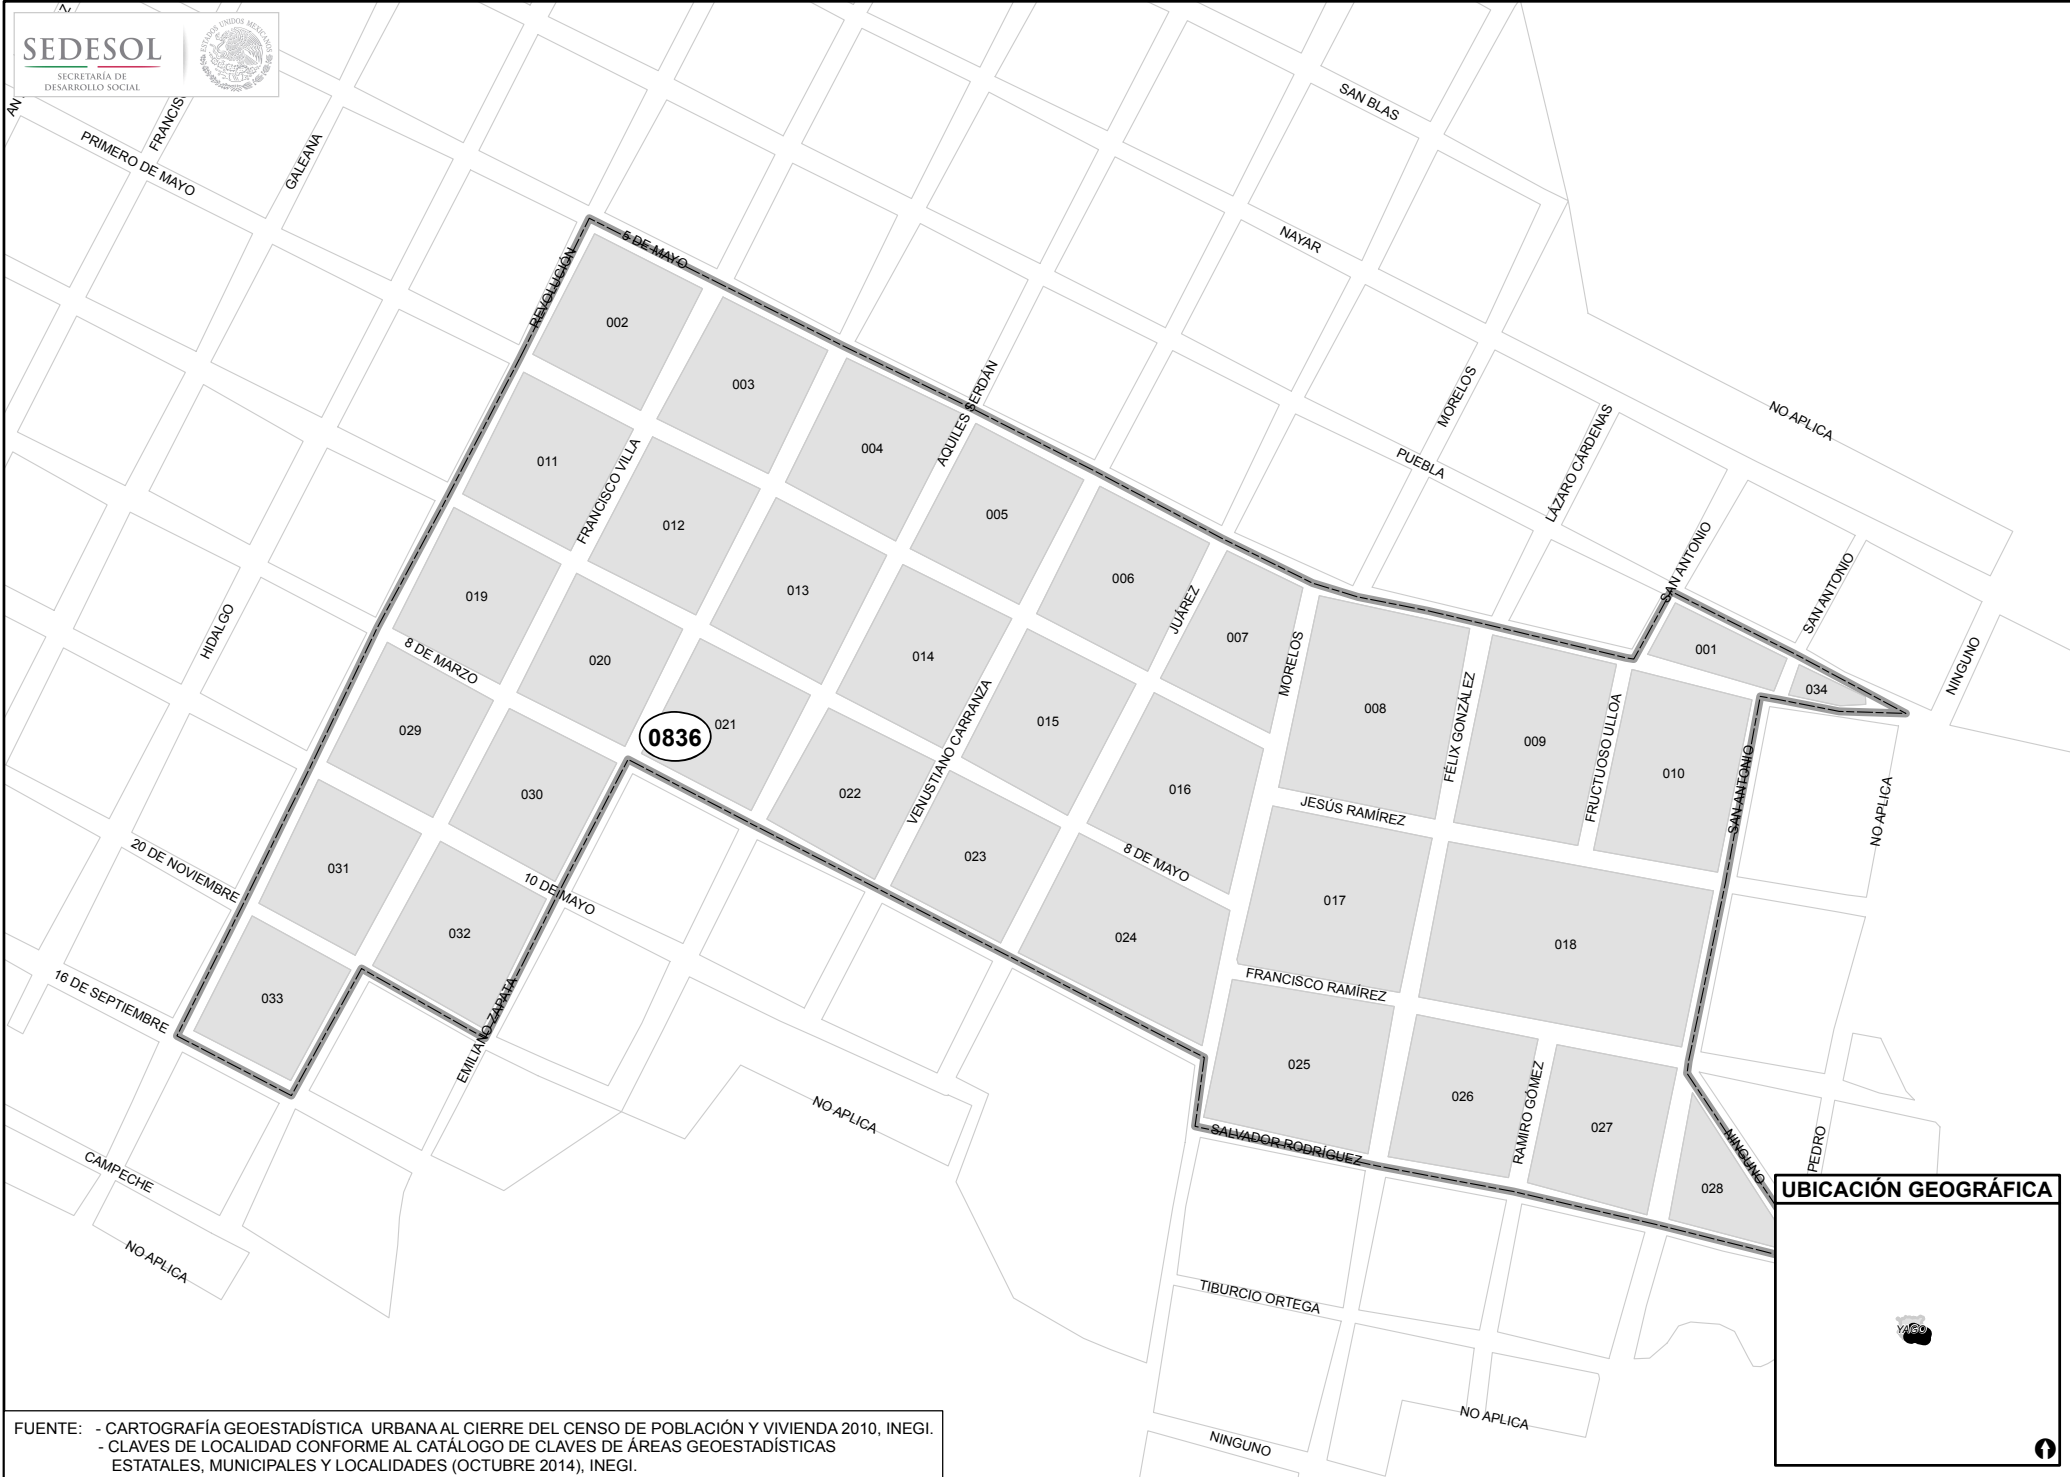 SEDESOL
SECRETARÍA DE
DESARROLLO SOCIAL
ESTADOS UNIDOS MEXICANOS
PRIMERO DE MAYO
GALEANA
SAN BLAS
NAYAR
REVOLUCIÓN
5 DE MAYO
002
003
004
AQUILES SERDÁN
MORELOS
NO APLICA
PUEBLA
LÁZARO CÁRDENAS
011
FRANCISCO VILLA
012
005
SAN ANTONIO
SAN ANTONIO
019
013
006
JUÁREZ
007
MORELOS
001
034
NINGUNO
HIDALGO
8 DE MARZO
020
014
008
FÉLIX GONZÁLEZ
FRUCTUOSO ULLOA
029
0836
021
VENUSTIANO CARRANZA
015
009
010
SAN ANTONIO
030
022
016
JESÚS RAMÍREZ
NO APLICA
20 DE NOVIEMBRE
031
10 DE MAYO
023
8 DE MAYO
017
032
024
018
16 DE SEPTIEMBRE
033
EMILIANO ZAPATA
FRANCISCO RAMÍREZ
025
026
RAMIRO GÓMEZ
027
NO APLICA
SALVADOR RODRÍGUEZ
NINGUNO
PEDRO
028
CAMPECHE
NO APLICA
TIBURCIO ORTEGA
NO APLICA
NINGUNO
UBICACIÓN GEOGRÁFICA
YAGO
FUENTE: - CARTOGRAFÍA GEOESTADÍSTICA URBANA AL CIERRE DEL CENSO DE POBLACIÓN Y VIVIENDA 2010, INEGI.
- CLAVES DE LOCALIDAD CONFORME AL CATÁLOGO DE CLAVES DE ÁREAS GEOESTADÍSTICAS
ESTATALES, MUNICIPALES Y LOCALIDADES (OCTUBRE 2014), INEGI.